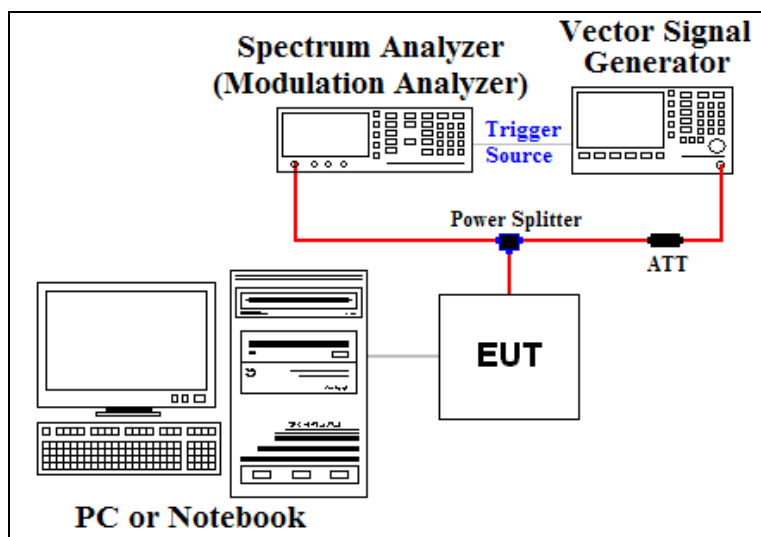 Spectrum Analyzer
(Modulation Analyzer)
Vector Signal
Generator
Trigger
Source
Power Splitter
ATT
EUT
PC or Notebook